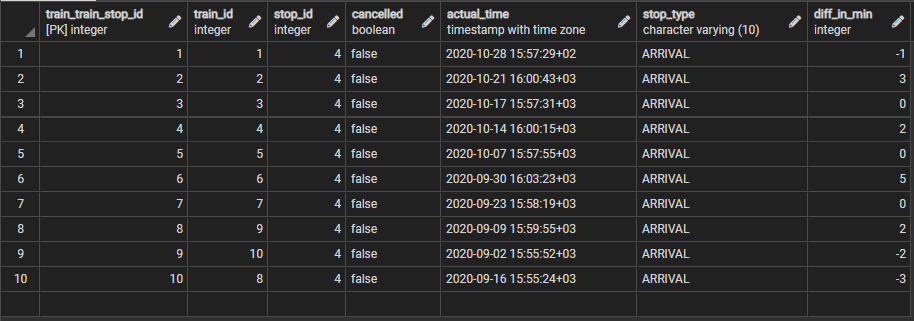 train_train_stop_id train_id stop_id cancelled actual_time stop_type diff_in_min
[PK] integer integer integer boolean timestamp with time zone character varying (10) integer
1 1 1 4 false 2020-10-28 15:57:29+02 ARRIVAL -1
2 2 2 4 false 2020-10-21 16:00:43+03 ARRIVAL 3
3 3 3 4 false 2020-10-17 15:57:31+03 ARRIVAL 0
4 4 4 4 false 2020-10-14 16:00:15+03 ARRIVAL 2
5 5 5 4 false 2020-10-07 15:57:55+03 ARRIVAL 0
6 6 6 4 false 2020-09-30 16:03:23+03 ARRIVAL 5
7 7 7 4 false 2020-09-23 15:58:19+03 ARRIVAL 0
8 8 9 4 false 2020-09-09 15:59:55+03 ARRIVAL 2
9 9 10 4 false 2020-09-02 15:55:52+03 ARRIVAL -2
10 10 8 4 false 2020-09-16 15:55:24+03 ARRIVAL -3